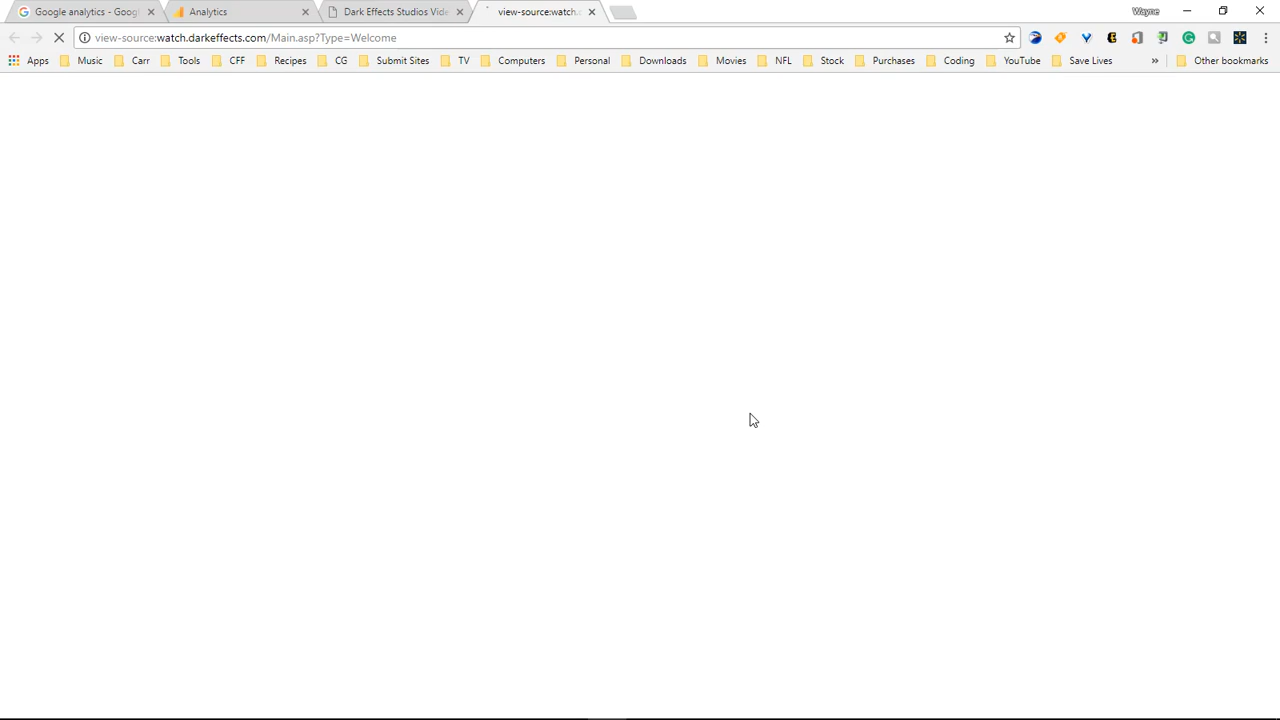 Google analytics - Googl
Analytics
Dark Effects Studios Vide
view-source:watch.
Wayne
view-source:watch.darkeffects.com/Main.asp?Type=Welcome
Apps Music Carr Tools CFF Recipes CG Submit Sites TV Computers Personal Downloads Movies NFL Stock Purchases Coding YouTube Save Lives » Other bookmarks